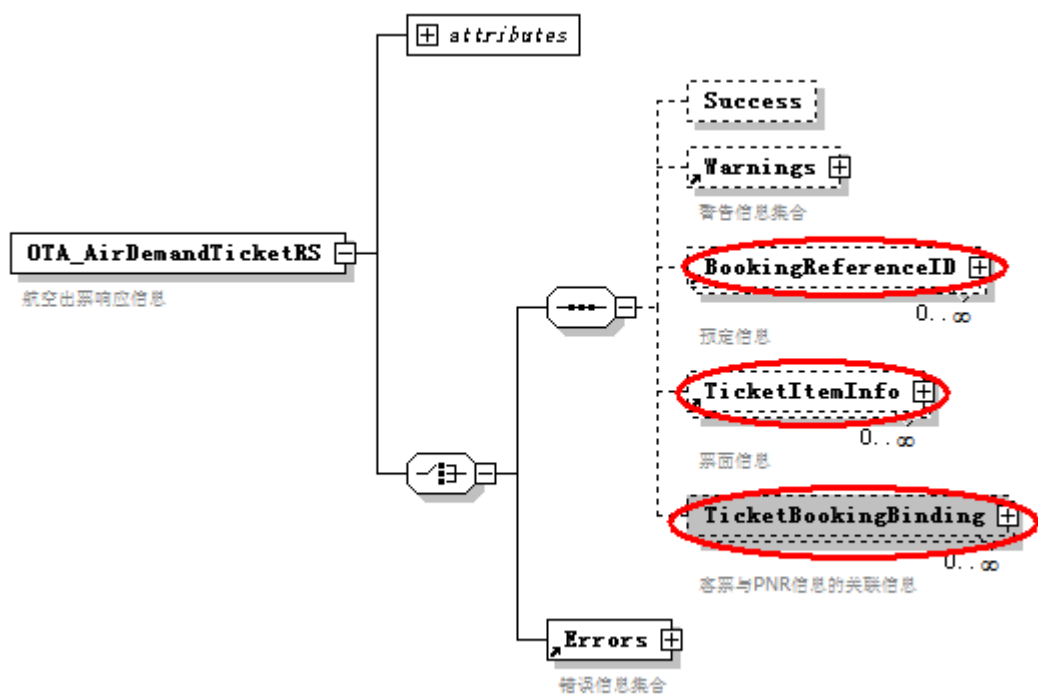 attributes
Success
Warnings
警告信息集合
OTA_AirDemandTicketRS
航空出票响应信息
BookingReferenceID
0..∞
预定信息
TicketItemInfo
0..∞
票面信息
TicketBookingBinding
0..∞
客票与PNR信息的关联信息
Errors
错误信息集合